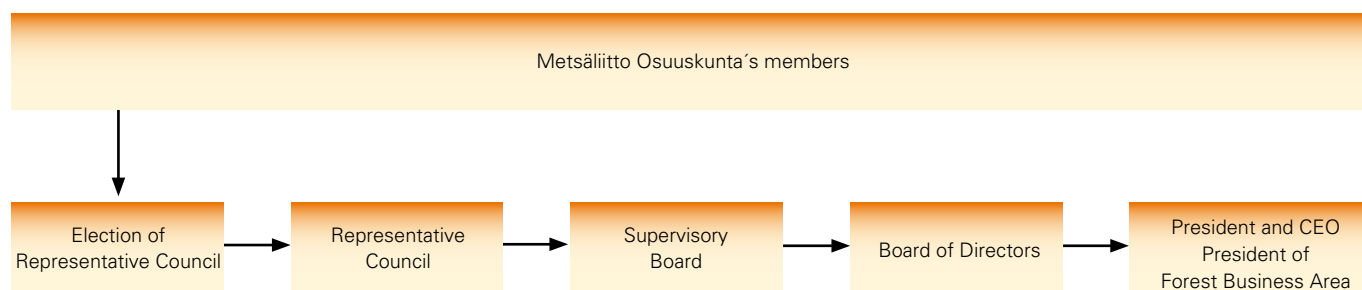 Metsäliitto Osuuskunta´s members
Election of
Representative Council
Representative
Council
Supervisory
Board
Board of Directors
President and CEO
President of
Forest Business Area